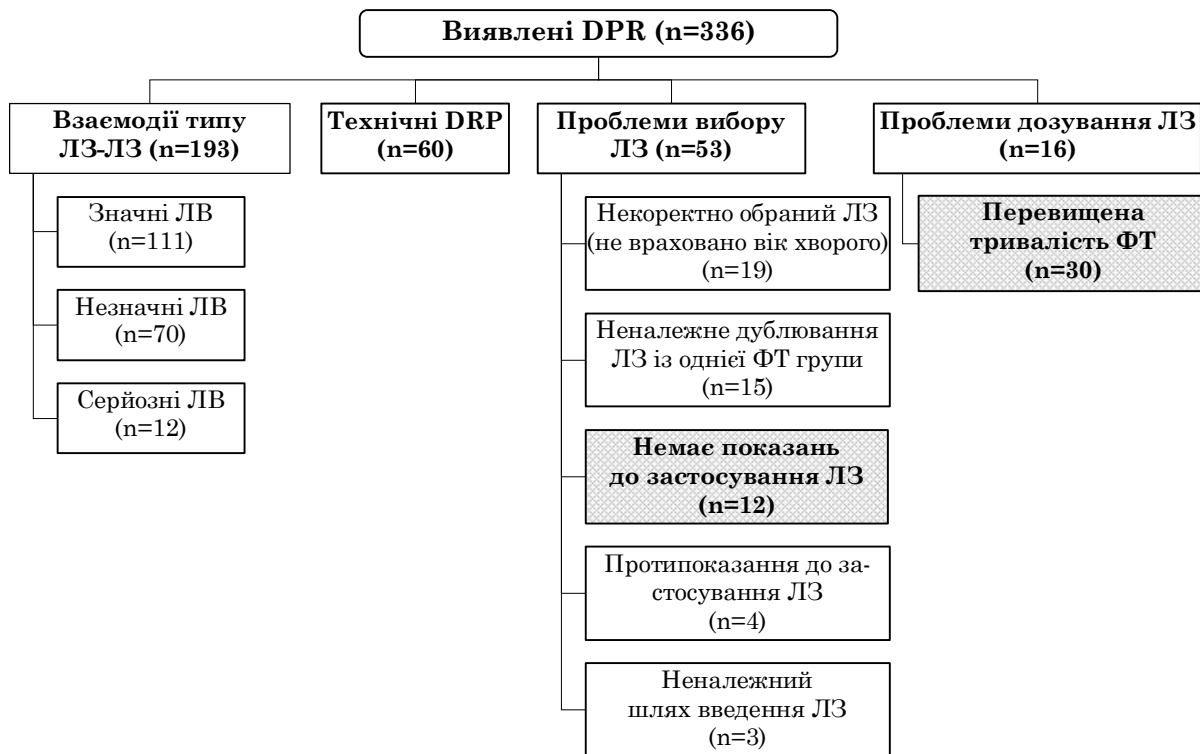 Виявлені DPR (n=336)
Взаємодії типу
ЛЗ-ЛЗ (n=193)
Значні ЛВ
(n=111)
Незначні ЛВ
(n=70)
Серйозні ЛВ
(n=12)
Технічні DRP
(n=60)
Проблеми вибору
ЛЗ (n=53)
Некоректно обраний ЛЗ
(не враховано вік хворого)
(n=19)
Неналежне дублювання
ЛЗ із однієї ФТ групи
(n=15)
Немає показань
до застосування ЛЗ
(n=12)
Протипоказання до за-
стосування ЛЗ
(n=4)
Неналежний
шлях введення ЛЗ
(n=3)
Проблеми дозування ЛЗ
(n=16)
Перевищена
тривалість ФТ
(n=30)